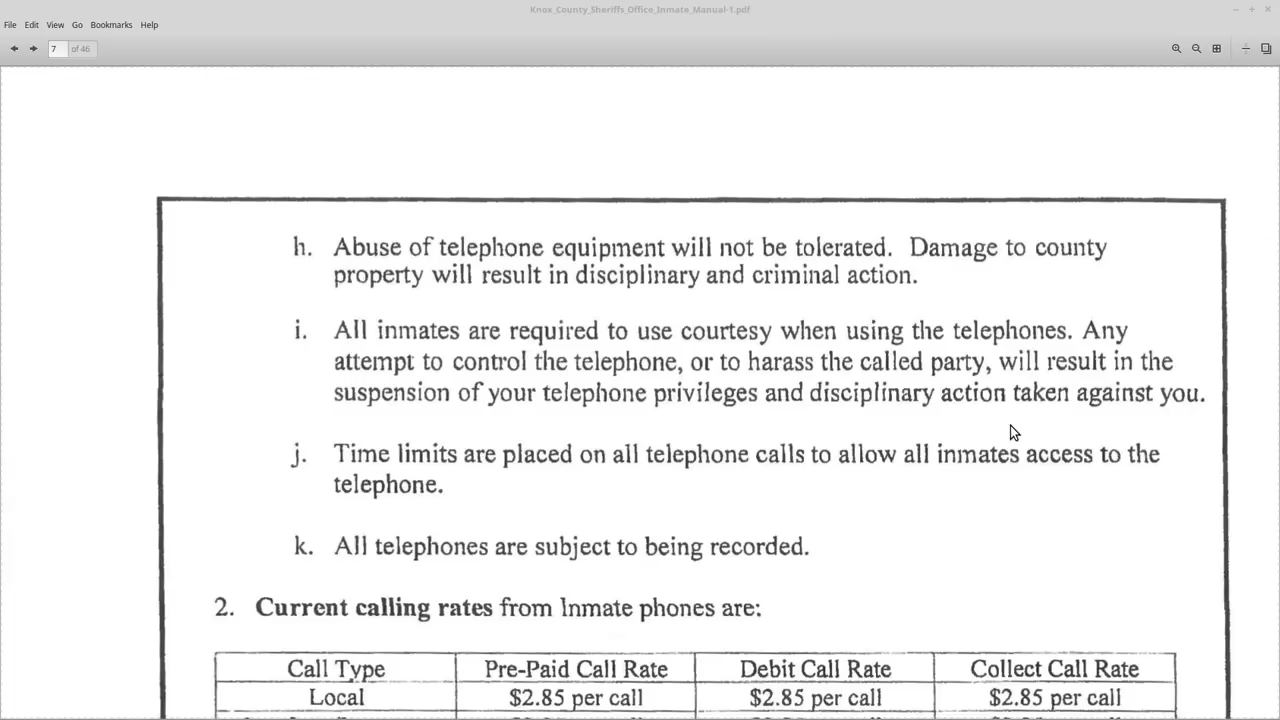 Knox_County_Sheriffs_Office_Inmate_Manual-1.pdf
File Edit View Go Bookmarks Help
7 of 46
h. Abuse of telephone equipment will not be tolerated. Damage to county
property will result in disciplinary and criminal action.
i. All inmates are required to use courtesy when using the telephones. Any
attempt to control the telephone, or to harass the called party, will result in the
suspension of your telephone privileges and disciplinary action taken against you.
j. Time limits are placed on all telephone calls to allow all inmates access to the
telephone.
k. All telephones are subject to being recorded.
2. Current calling rates from Inmate phones are:
Call Type Pre-Paid Call Rate Debit Call Rate Collect Call Rate
Local $2.85 per call $2.85 per call $2.85 per call